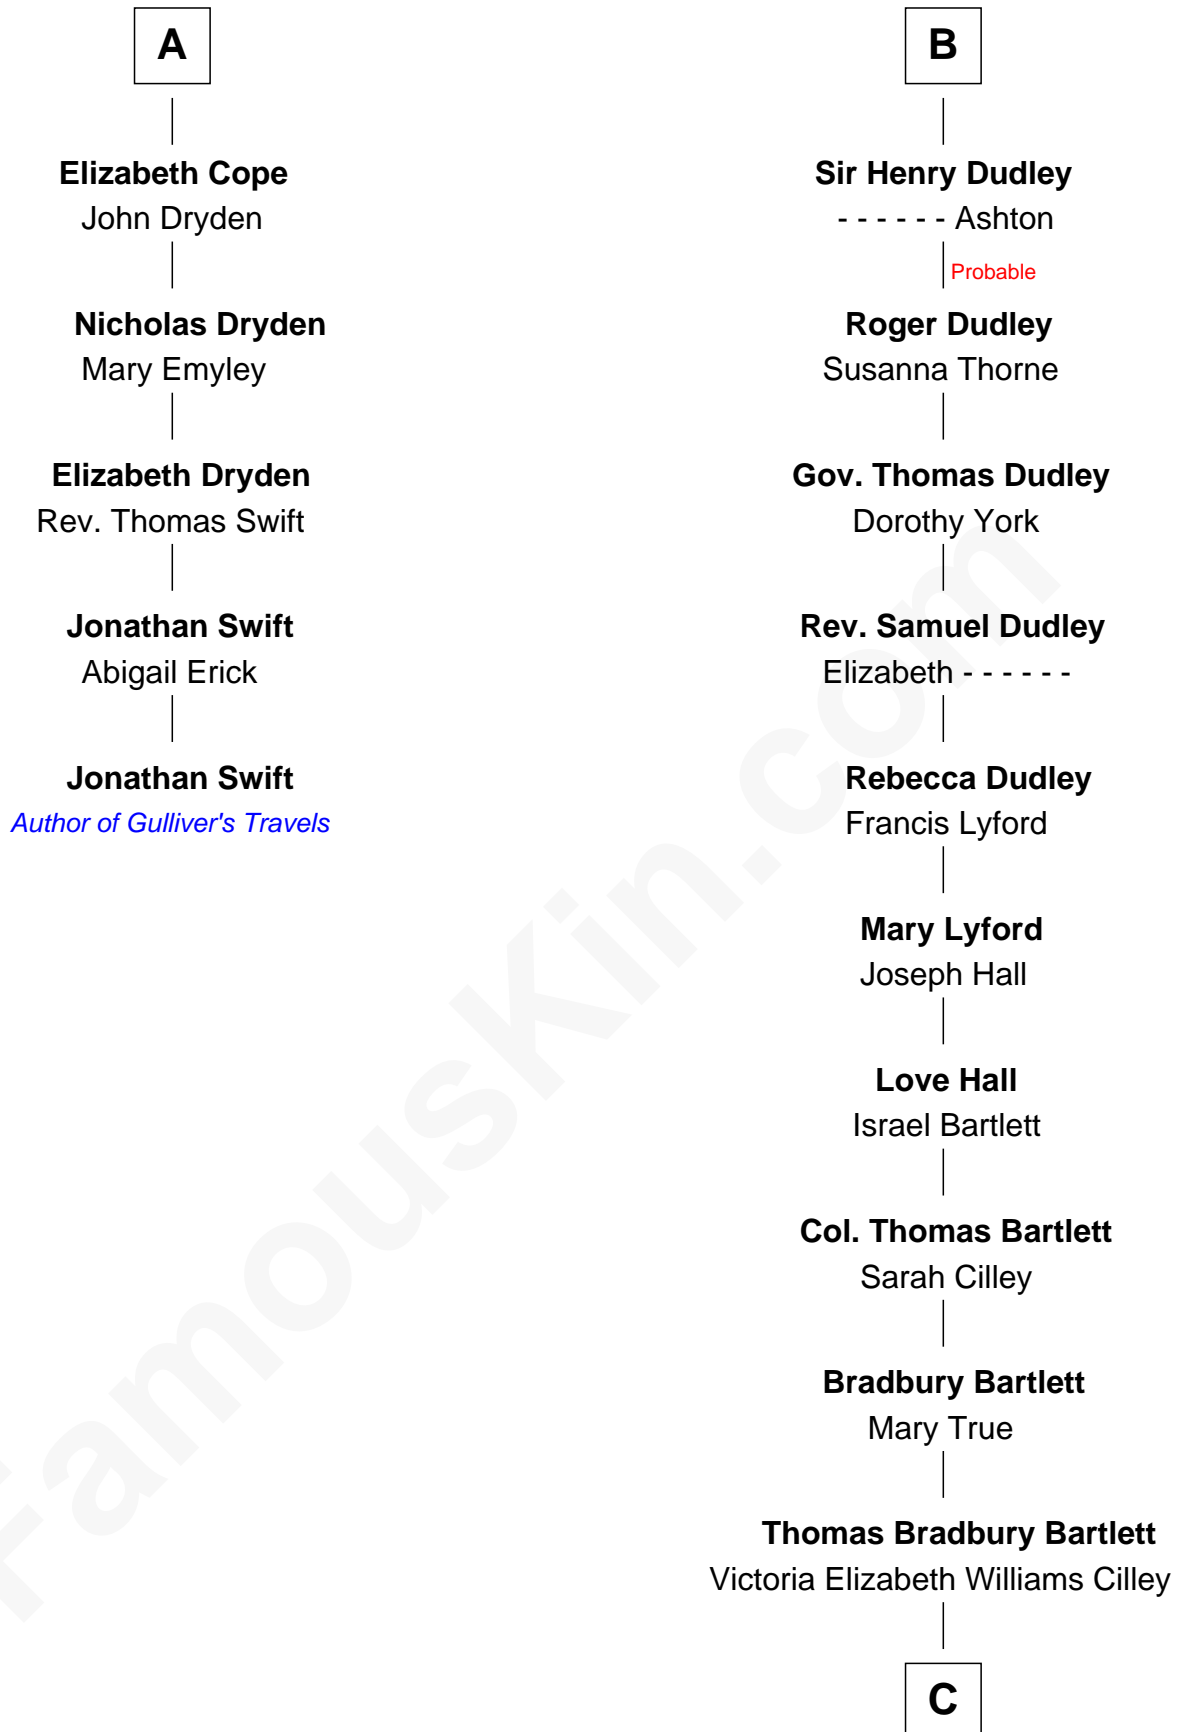 A
Elizabeth Cope
John Dryden
Nicholas Dryden
Mary Emyley
Elizabeth Dryden
Rev. Thomas Swift
Jonathan Swift
Abigail Erick
Jonathan Swift
Author of Gulliver's Travels
B
Sir Henry Dudley
- - - - - - Ashton
Probable
Roger Dudley
Susanna Thorne
Gov. Thomas Dudley
Dorothy York
Rev. Samuel Dudley
Elizabeth - - - - - -
Rebecca Dudley
Francis Lyford
Mary Lyford
Joseph Hall
Love Hall
Israel Bartlett
Col. Thomas Bartlett
Sarah Cilley
Bradbury Bartlett
Mary True
Thomas Bradbury Bartlett
Victoria Elizabeth Williams Cilley
C
FamousKin.com